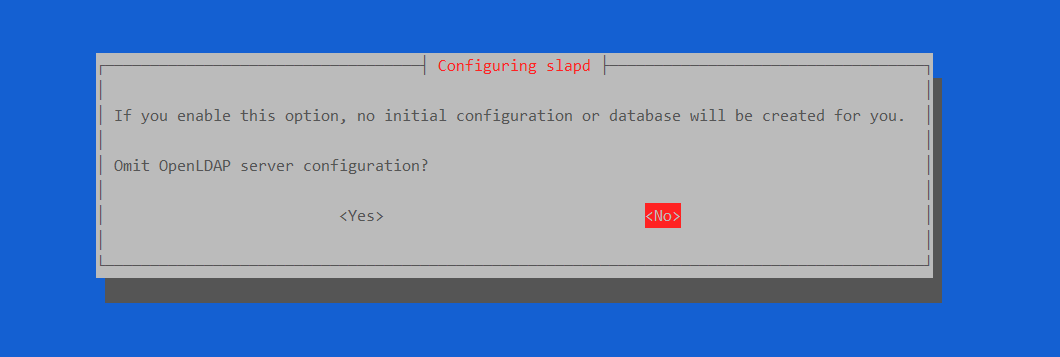 Configuring slapd
If you enable this option, no initial configuration or database will be created for you.
Omit OpenLDAP server configuration?
<Yes> <No>